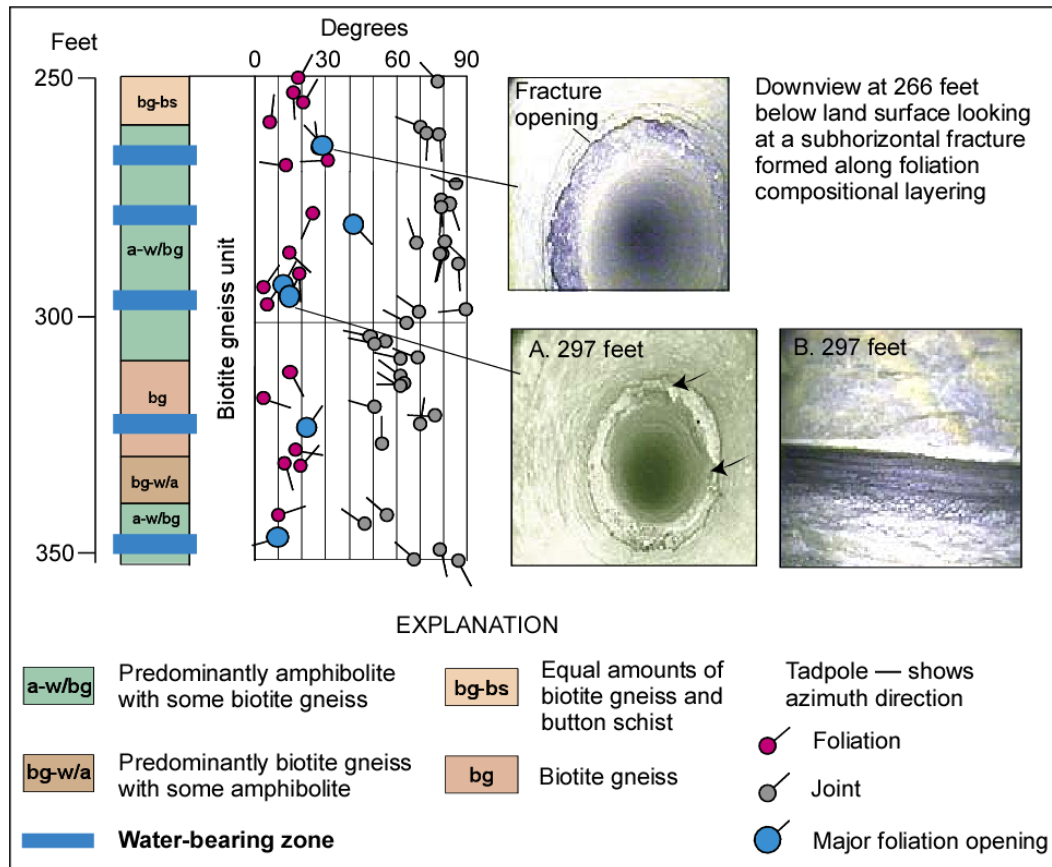 Degrees
Feet
0 30 60 90
250
300
350
bg-bs
a-w/bg
bg
bg-w/a
a-w/bg
Biotite gneiss unit
Fracture
opening
Downview at 266 feet
below land surface looking
at a subhorizontal fracture
formed along foliation
compositional layering
A. 297 feet
B. 297 feet
EXPLANATION
a-w/bg
Predominantly amphibolite
with some biotite gneiss
bg-w/a
Predominantly biotite gneiss
with some amphibolite
Water-bearing zone
bg-bs
Equal amounts of
biotite gneiss and
button schist
bg
Biotite gneiss
Tadpole — shows
azimuth direction
Foliation
Joint
Major foliation opening